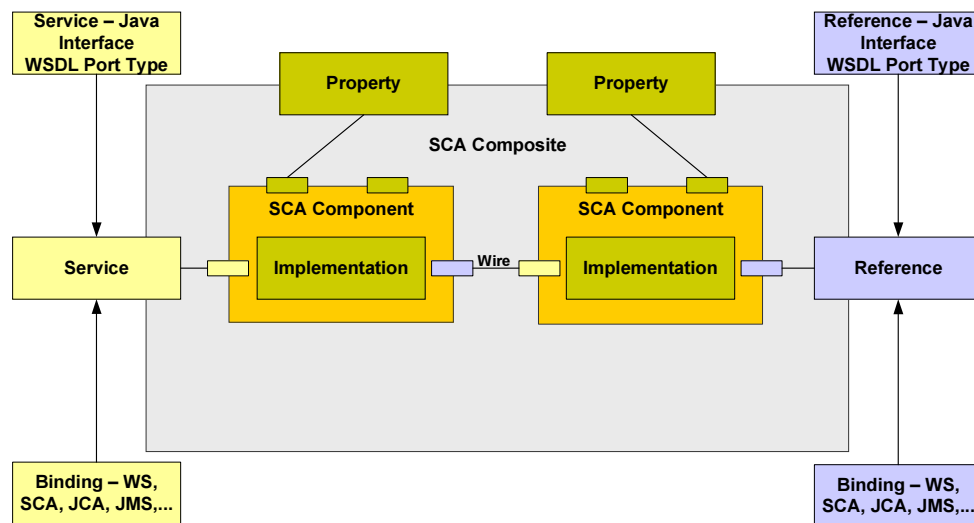 Service – Java
Interface
WSDL Port Type
Reference – Java
Interface
WSDL Port Type
Property
Property
SCA Composite
SCA Component
SCA Component
Service
Implementation
Wire
Implementation
Reference
Binding – WS,
SCA, JCA, JMS,...
Binding – WS,
SCA, JCA, JMS,...